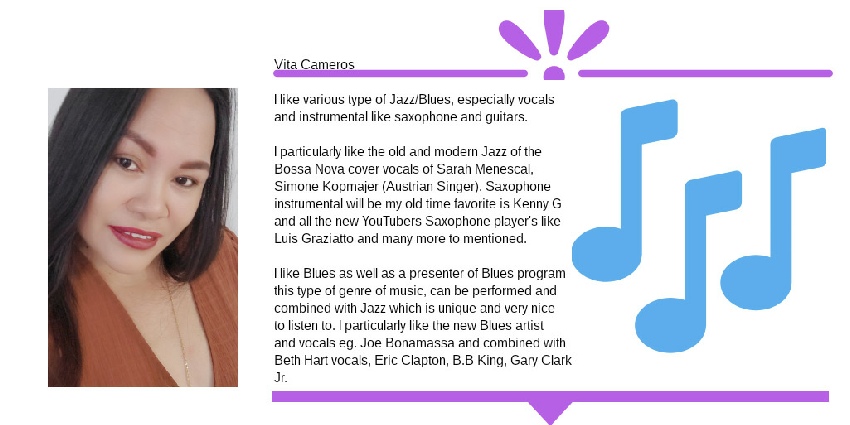 Vita Cameros
I like various type of Jazz/Blues, especially vocals
and instrumental like saxophone and guitars.
I particularly like the old and modern Jazz of the
Bossa Nova cover vocals of Sarah Menescal,
Simone Kopmajer (Austrian Singer). Saxophone
instrumental will be my old time favorite is Kenny G
and all the new YouTubers Saxophone player's like
Luis Graziatto and many more to mentioned.
I like Blues as well as a presenter of Blues program
this type of genre of music, can be performed and
combined with Jazz which is unique and very nice
to listen to. I particularly like the new Blues artist
and vocals eg. Joe Bonamassa and combined with
Beth Hart vocals, Eric Clapton, B.B King, Gary Clark
Jr.